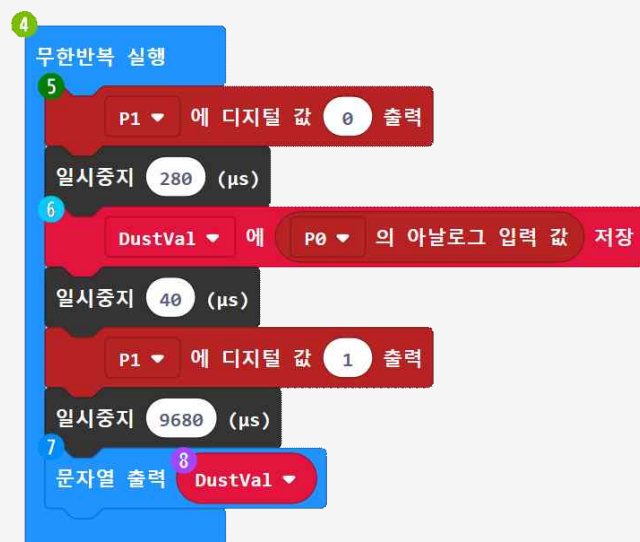 4
무한반복 실행
5
P1 에 디지털 값 0 출력
일시중지 280 (µs)
6
DustVal 에 P0 의 아날로그 입력 값 저장
일시중지 40 (µs)
P1 에 디지털 값 1 출력
일시중지 9680 (µs)
7 8
문자열 출력 DustVal